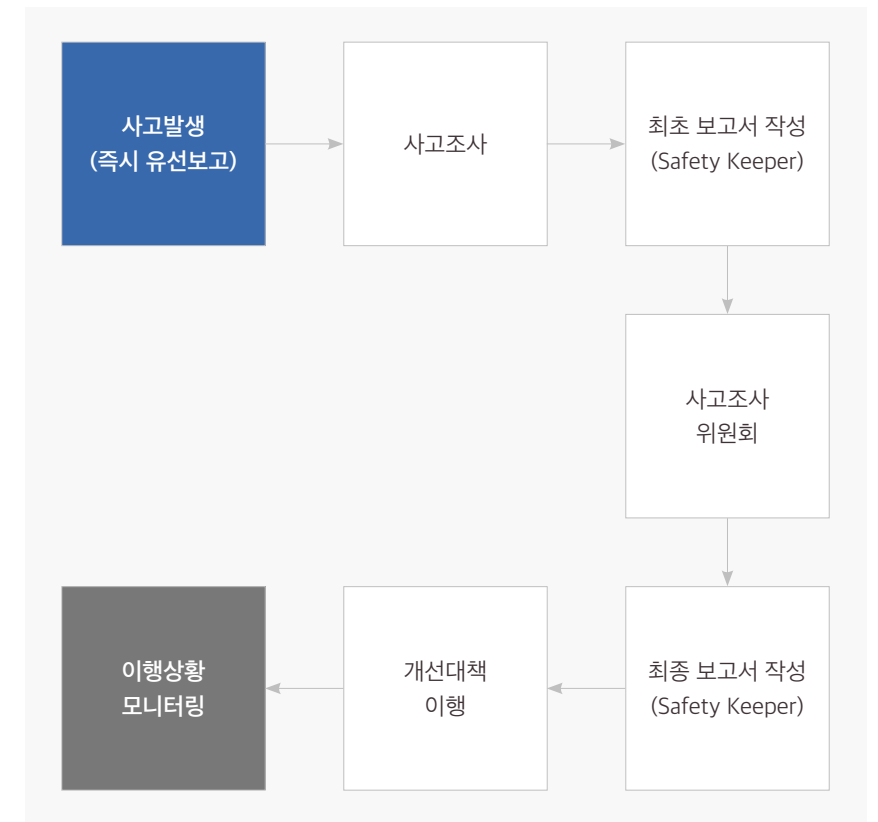 사고발생
(즉시 유선보고)
사고조사
최초 보고서 작성
(Safety Keeper)
사고조사
위원회
최종 보고서 작성
(Safety Keeper)
개선대책
이행
이행상황
모니터링